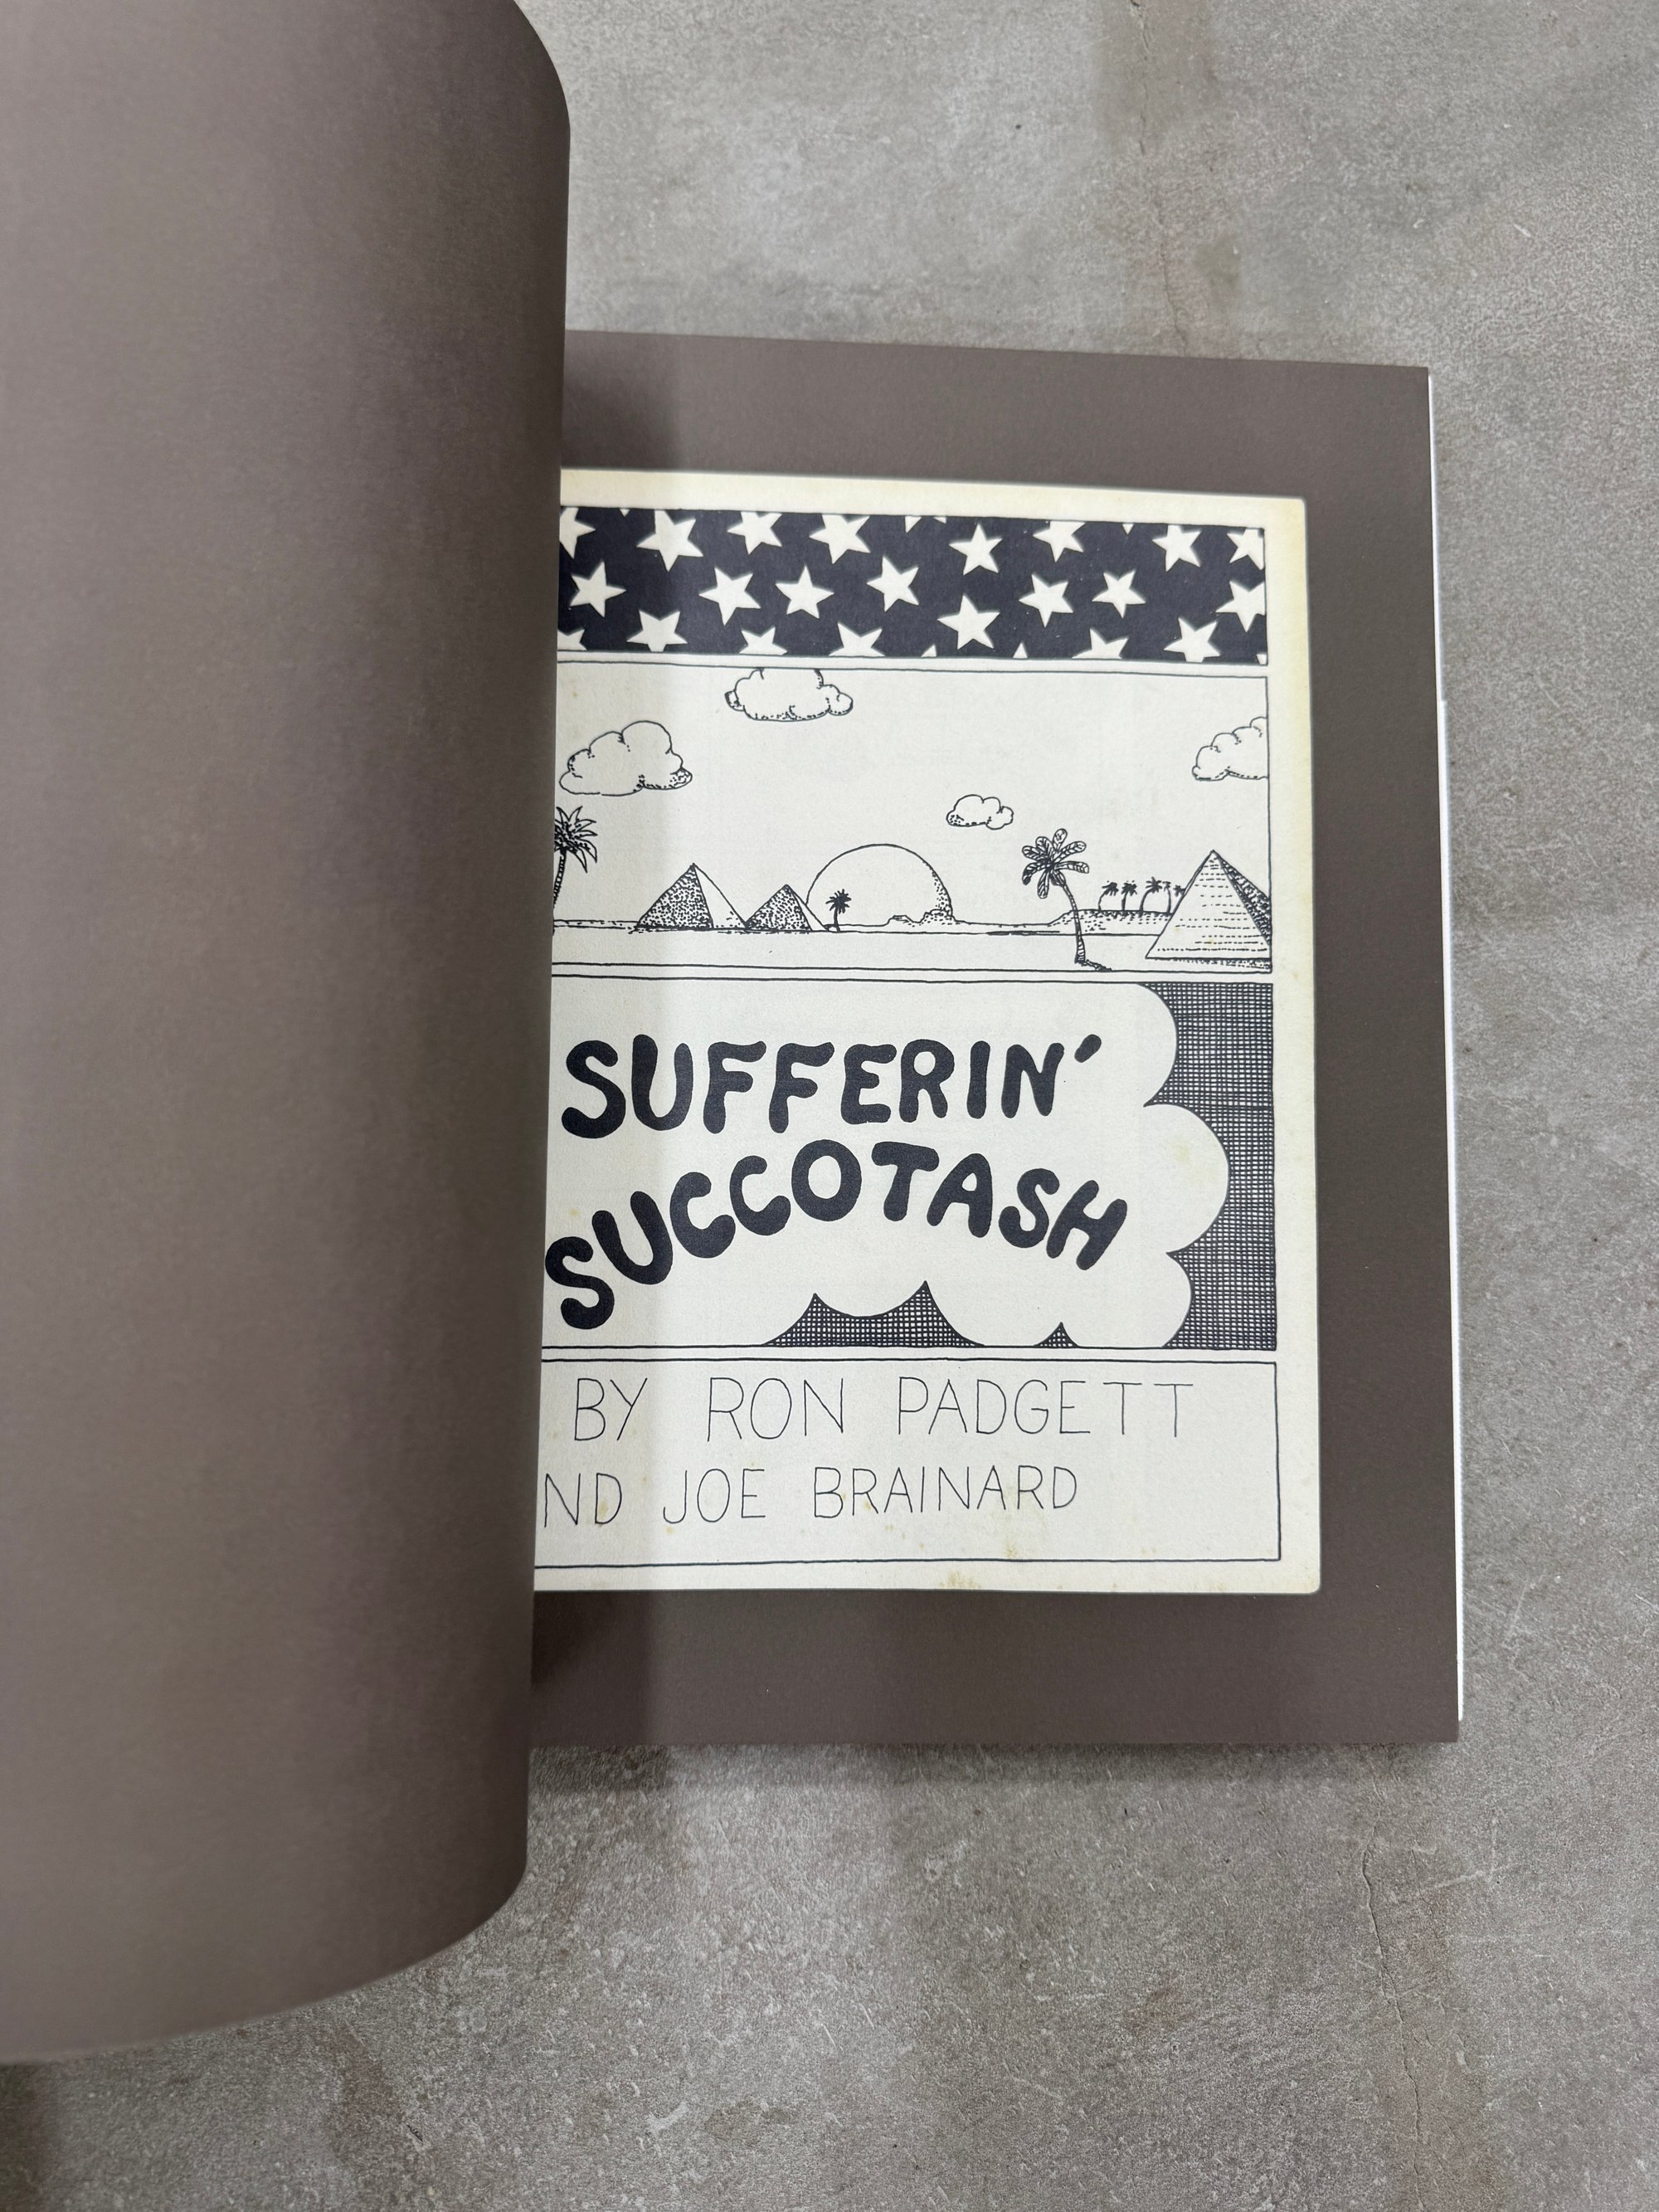 SUFFERIN'
SUCCOTASH
BY RON PADGETT
ND JOE BRAINARD